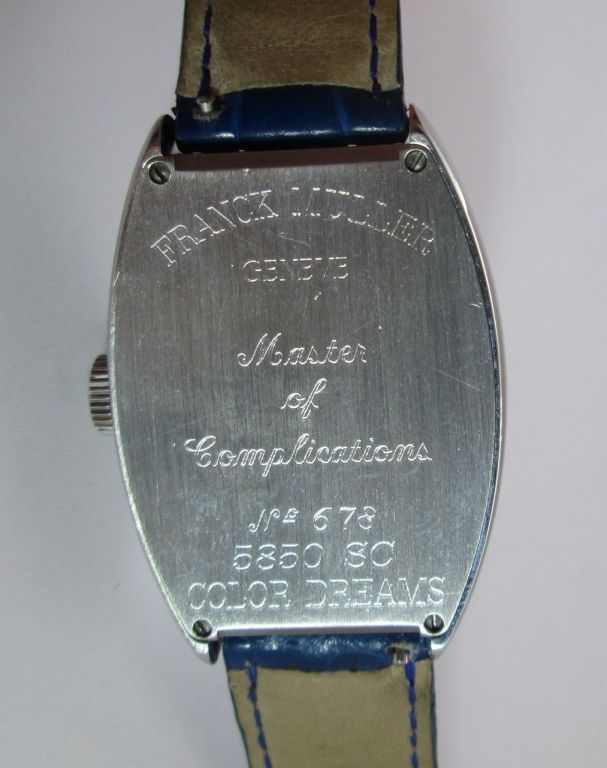 FRANCK MULLER
GENEVE
Master
of
Complications
Nº 678
5850 SC
COLOR DREAMS